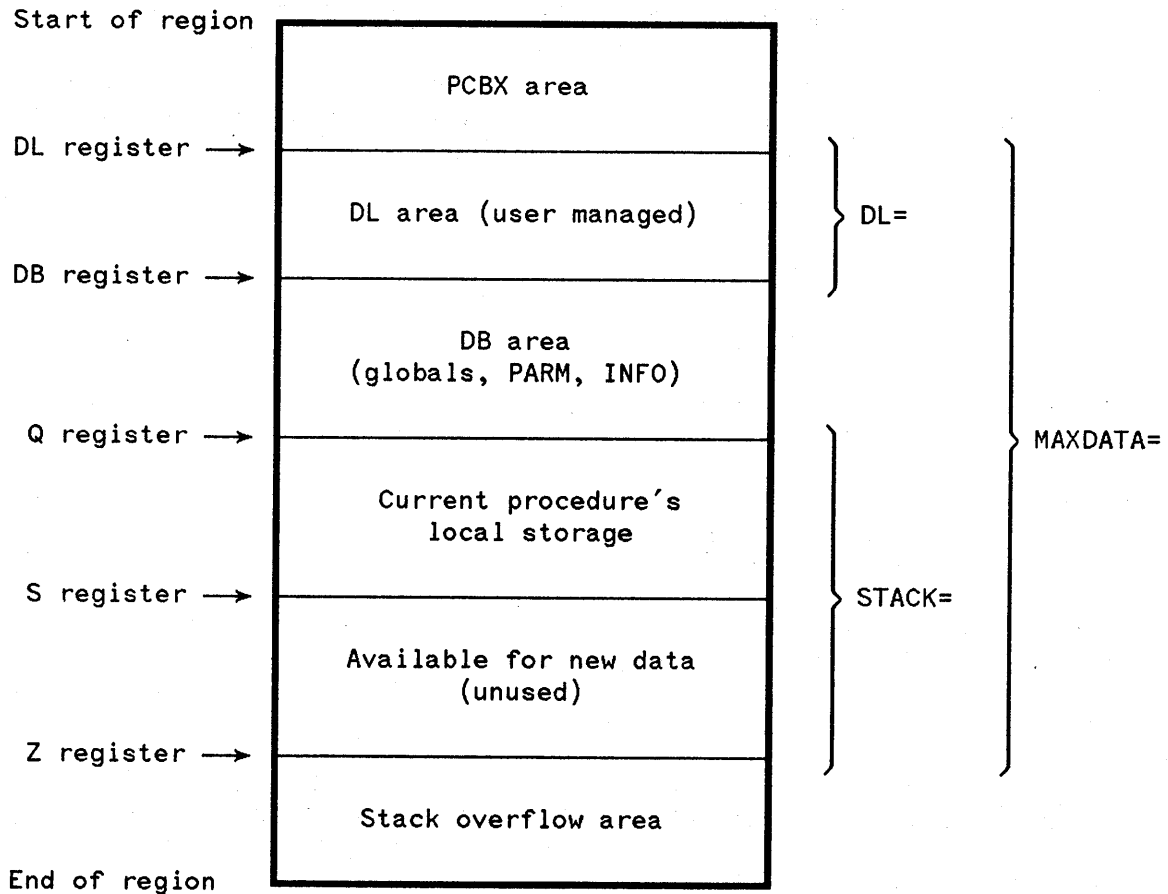 Start of region
PCBX area
DL register
DL area (user managed)
DL=
DB register
DB area
(globals, PARM, INFO)
Q register
MAXDATA=
Current procedure´s
local storage
S register
STACK=
Available for new data
(unused)
Z register
Stack overflow area
End of region